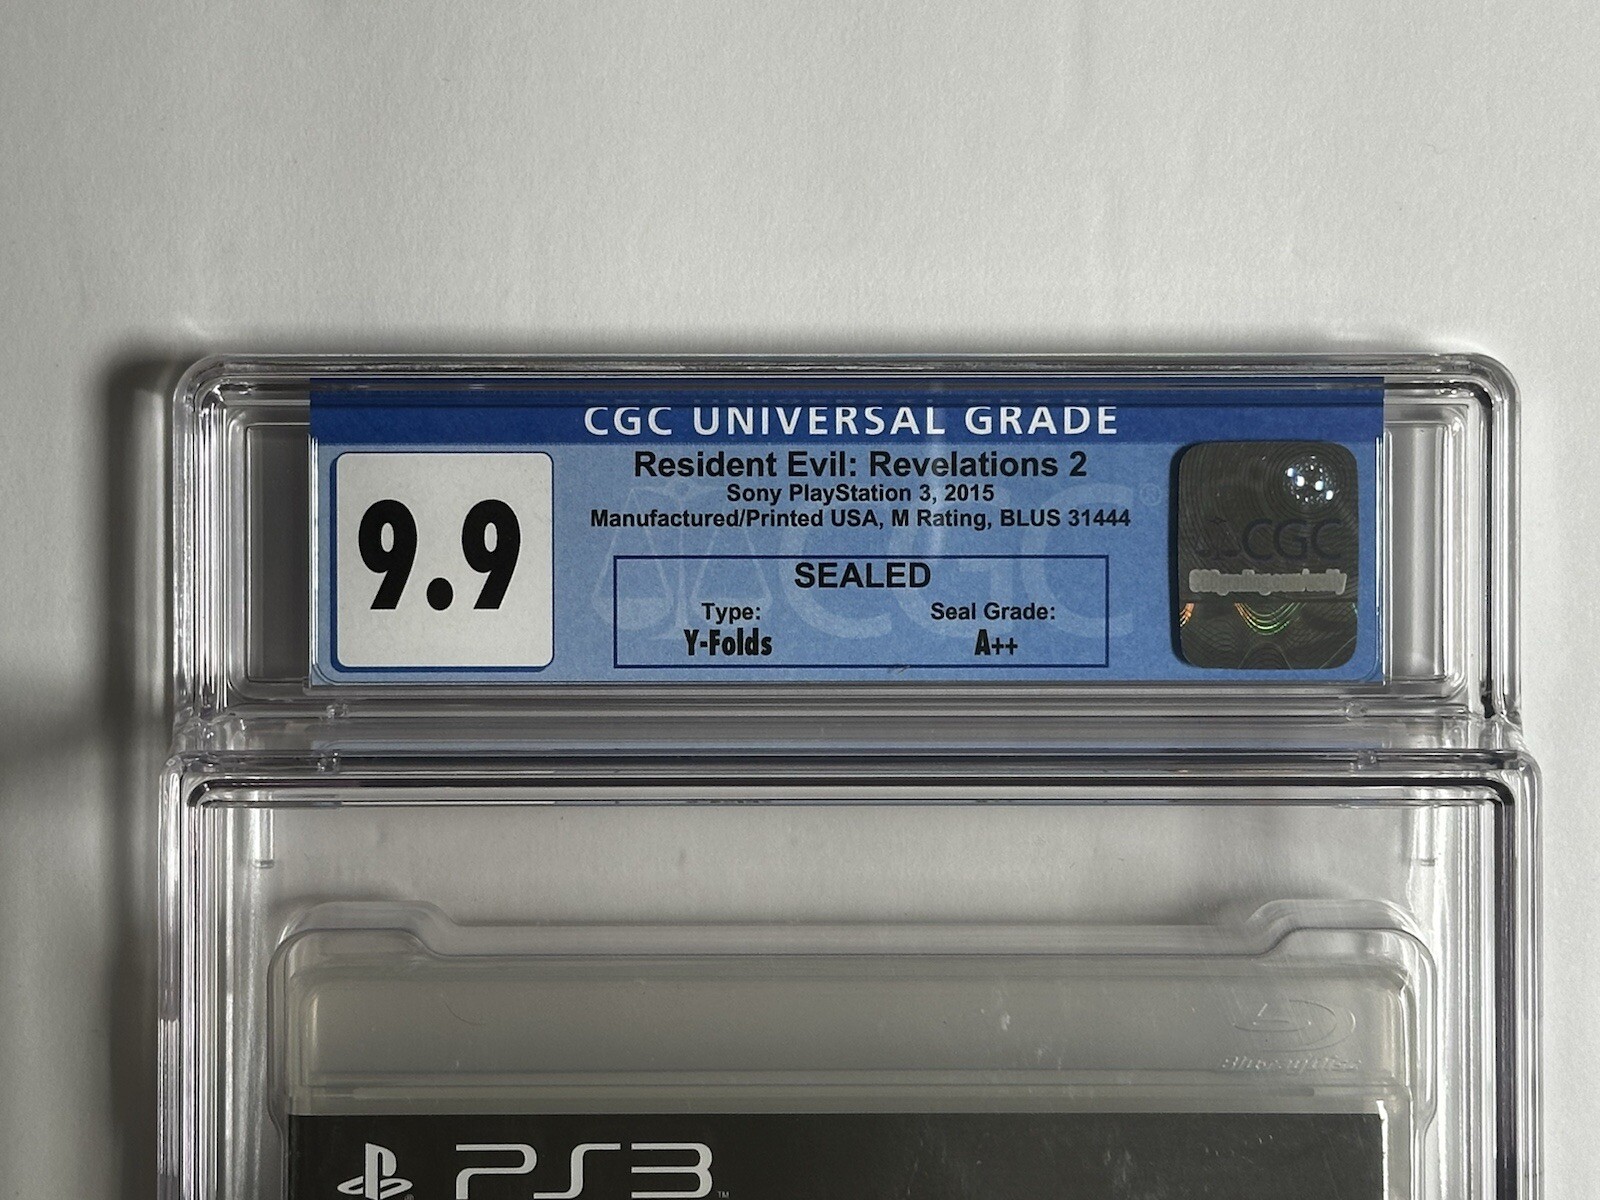 CGC UNIVERSAL GRADE
9.9
Resident Evil: Revelations 2
Sony PlayStation 3, 2015
Manufactured/Printed USA, M Rating, BLUS 31444
SEALED
Type:
Y-Folds
Seal Grade:
A++
CGC
PS3™